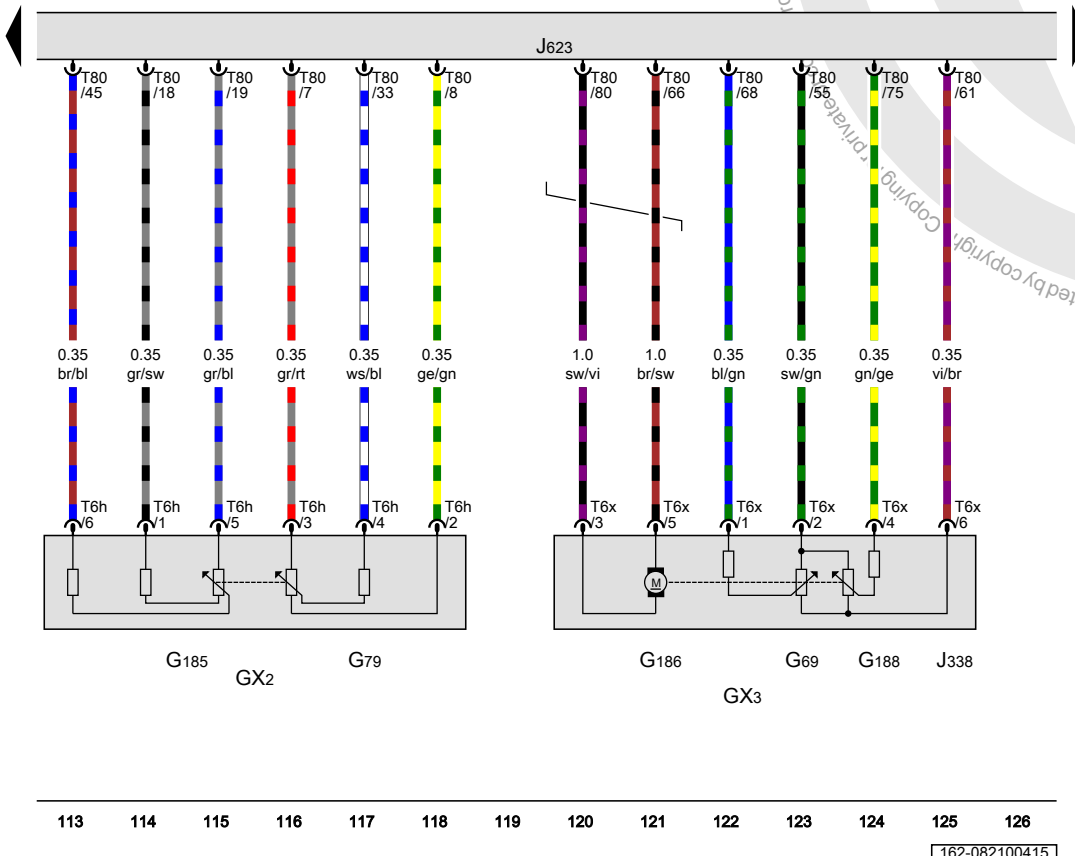 J623
T80 T80 T80 T80 T80 T80 T80 T80 T80 T80 T80 T80
/45 /18 /19 /7 /33 /8 /80 /66 /68 /55 /75 /61
0.35 0.35 0.35 0.35 0.35 0.35 1.0 1.0 0.35 0.35 0.35 0.35
br/bl gr/sw gr/bl gr/rt ws/bl ge/gn sw/vi br/sw bl/gn sw/gn gn/ge vi/br
T6h T6h T6h T6h T6h T6h T6x T6x T6x T6x T6x T6x
/6 /1 /5 /3 /4 /2 /3 /5 /1 /2 /4 /6
M
G185 G79 G186 G69 G188 J338
GX2 GX3
113 114 115 116 117 118 119 120 121 122 123 124 125 126
162-082100415
by copyright. Copying private